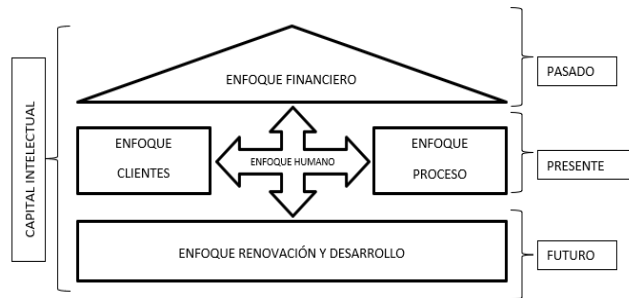 CAPITAL INTELECTUAL
ENFOQUE FINANCIERO
PASADO
ENFOQUE
CLIENTES
ENFOQUE HUMANO
ENFOQUE
PROCESO
PRESENTE
ENFOQUE RENOVACIÓN Y DESARROLLO
FUTURO